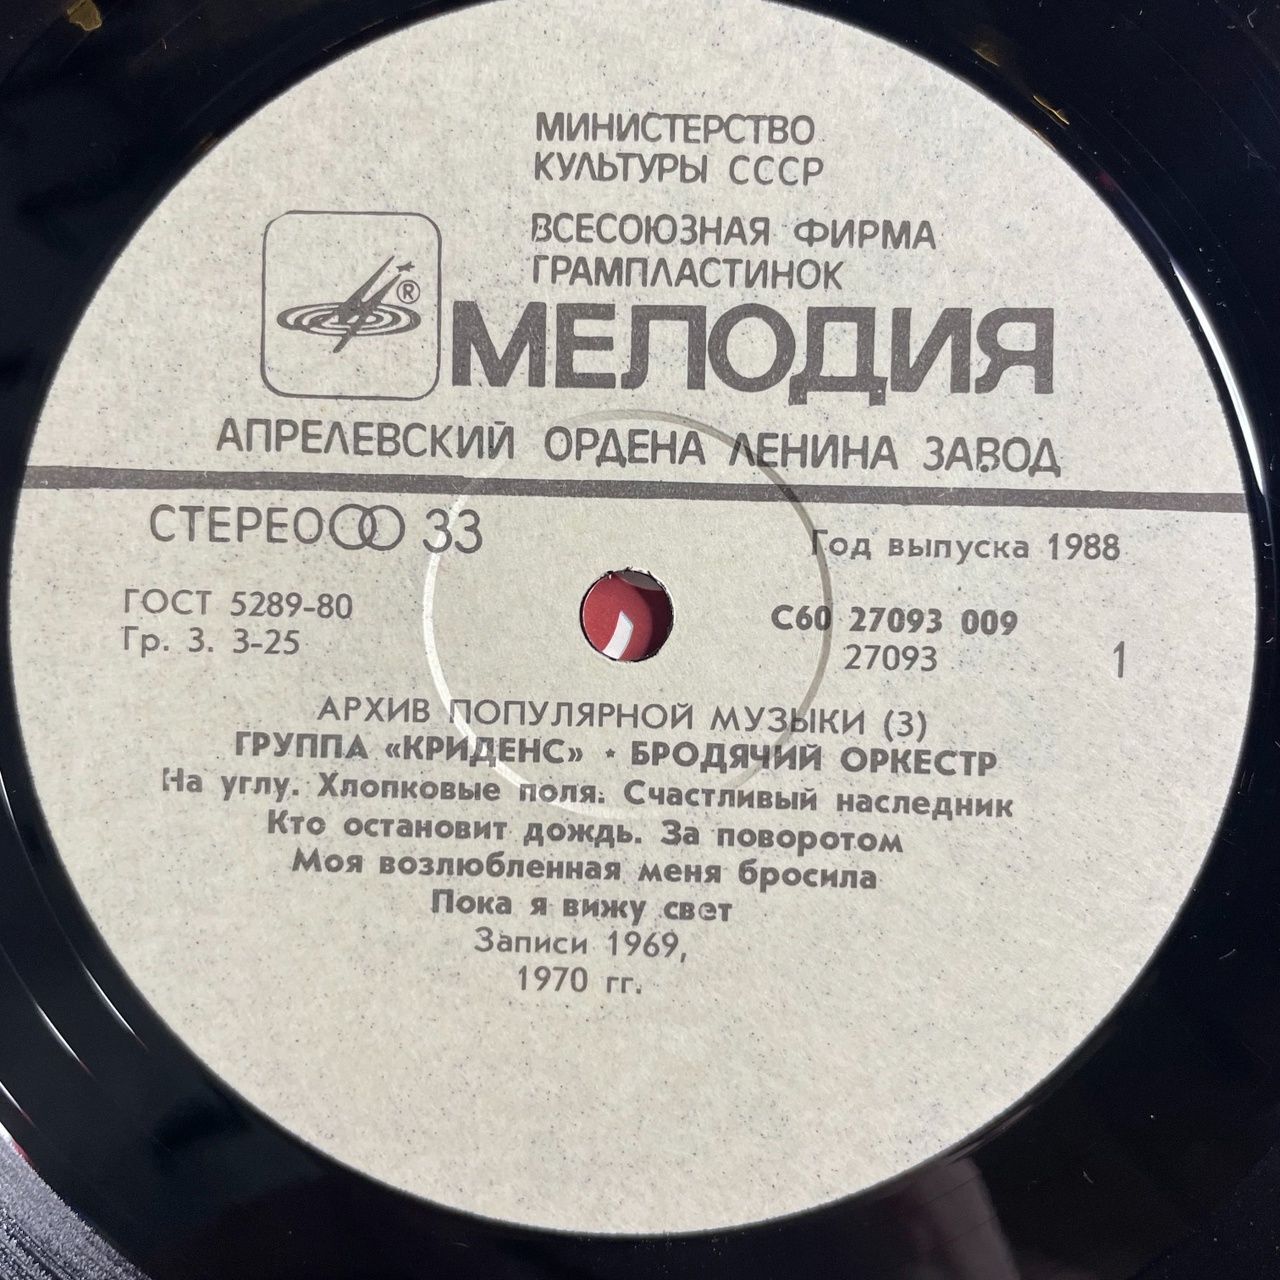 МИНИСТЕРСТВО
КУЛЬТУРЫ СССР
ВСЕСОЮЗНАЯ ФИРМА
ГРАМПЛАСТИНОК
®
МЕЛОДИЯ
АПРЕЛЕВСКИЙ ОРДЕНА ЛЕНИНА ЗАВОД
СТЕРЕО 33
Год выпуска 1988
ГОСТ 5289-80
Гр. 3. 3-25
С60 27093 009
27093
1
АРХИВ ПОПУЛЯРНОЙ МУЗЫКИ (3)
ГРУППА «КРИДЕНС» · БРОДЯЧИЙ ОРКЕСТР
На углу. Хлопковые поля. Счастливый наследник
Кто остановит дождь. За поворотом
Моя возлюбленная меня бросила
Пока я вижу свет
Записи 1969,
1970 гг.